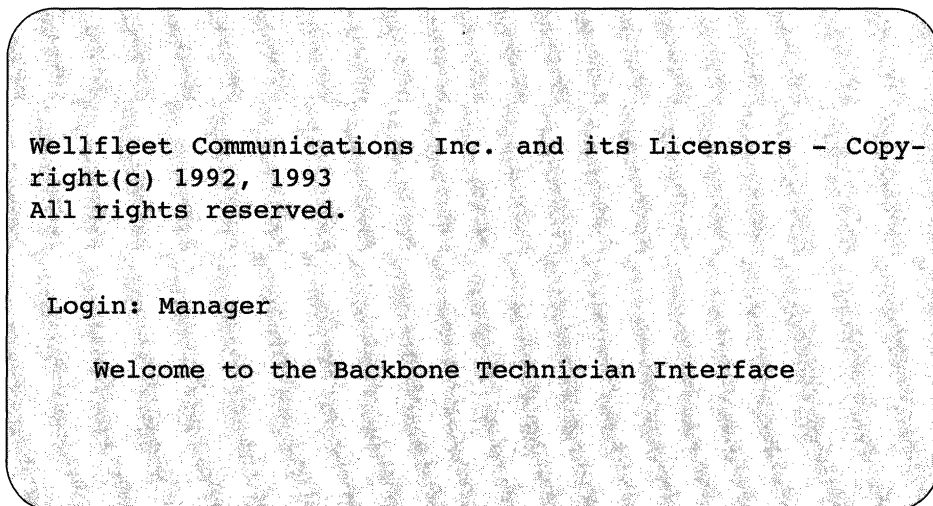 Wellfleet Communications Inc. and its Licensors - Copy-
right(c) 1992, 1993
All rights reserved.
Login: Manager
Welcome to the Backbone Technician Interface